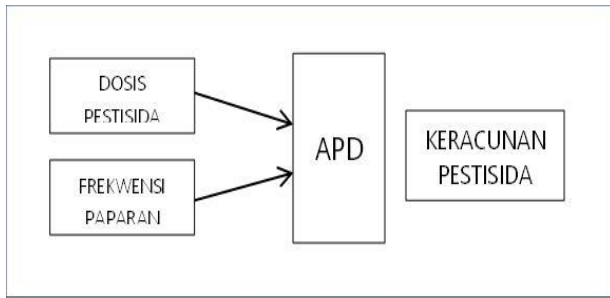 DOSIS
PESTISIDA
FREKWENSI
PAPARAN
APD
KERACUNAN
PESTISIDA